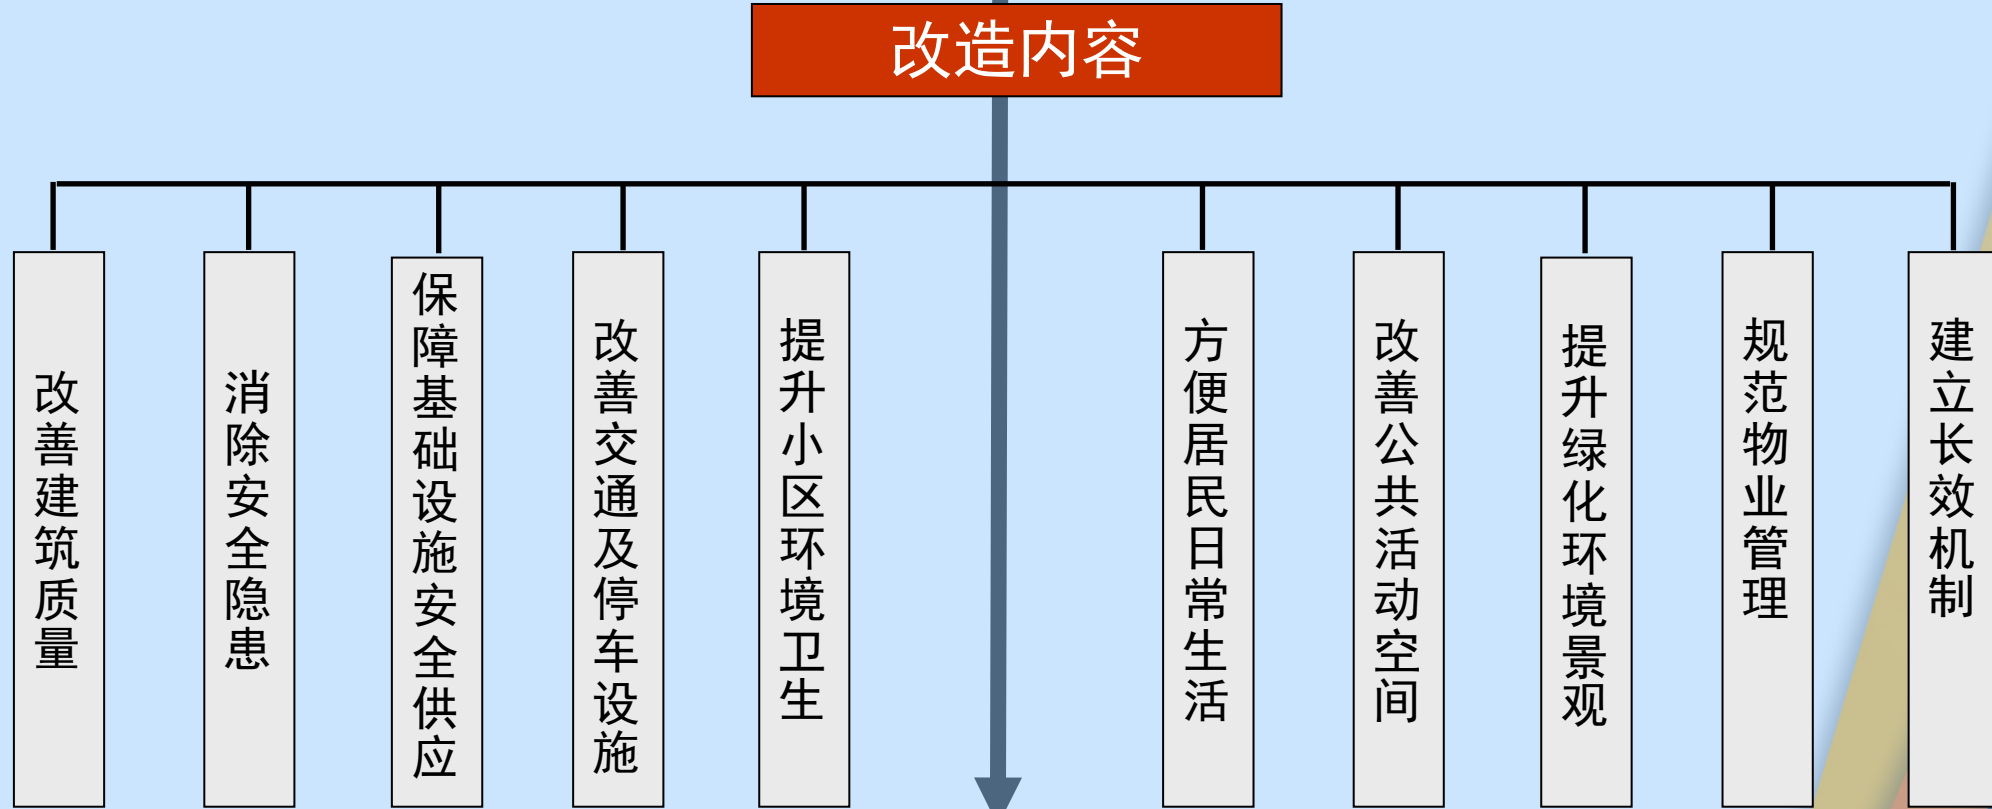 改造内容
改善建筑质量
消除安全隐患
保障基础设施安全供应
改善交通及停车设施
提升小区环境卫生
方便居民日常生活
改善公共活动空间
提升绿化环境景观
规范物业管理
建立长效机制